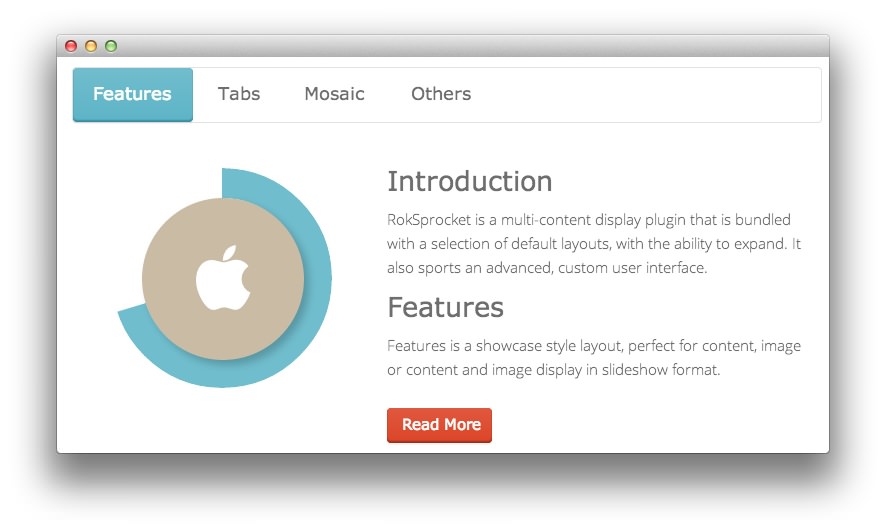 Features Tabs Mosaic Others
Introduction
RokSprocket is a multi-content display plugin that is bundled
with a selection of default layouts, with the ability to expand. It
also sports an advanced, custom user interface.
Features
Features is a showcase style layout, perfect for content, image
or content and image display in slideshow format.
Read More